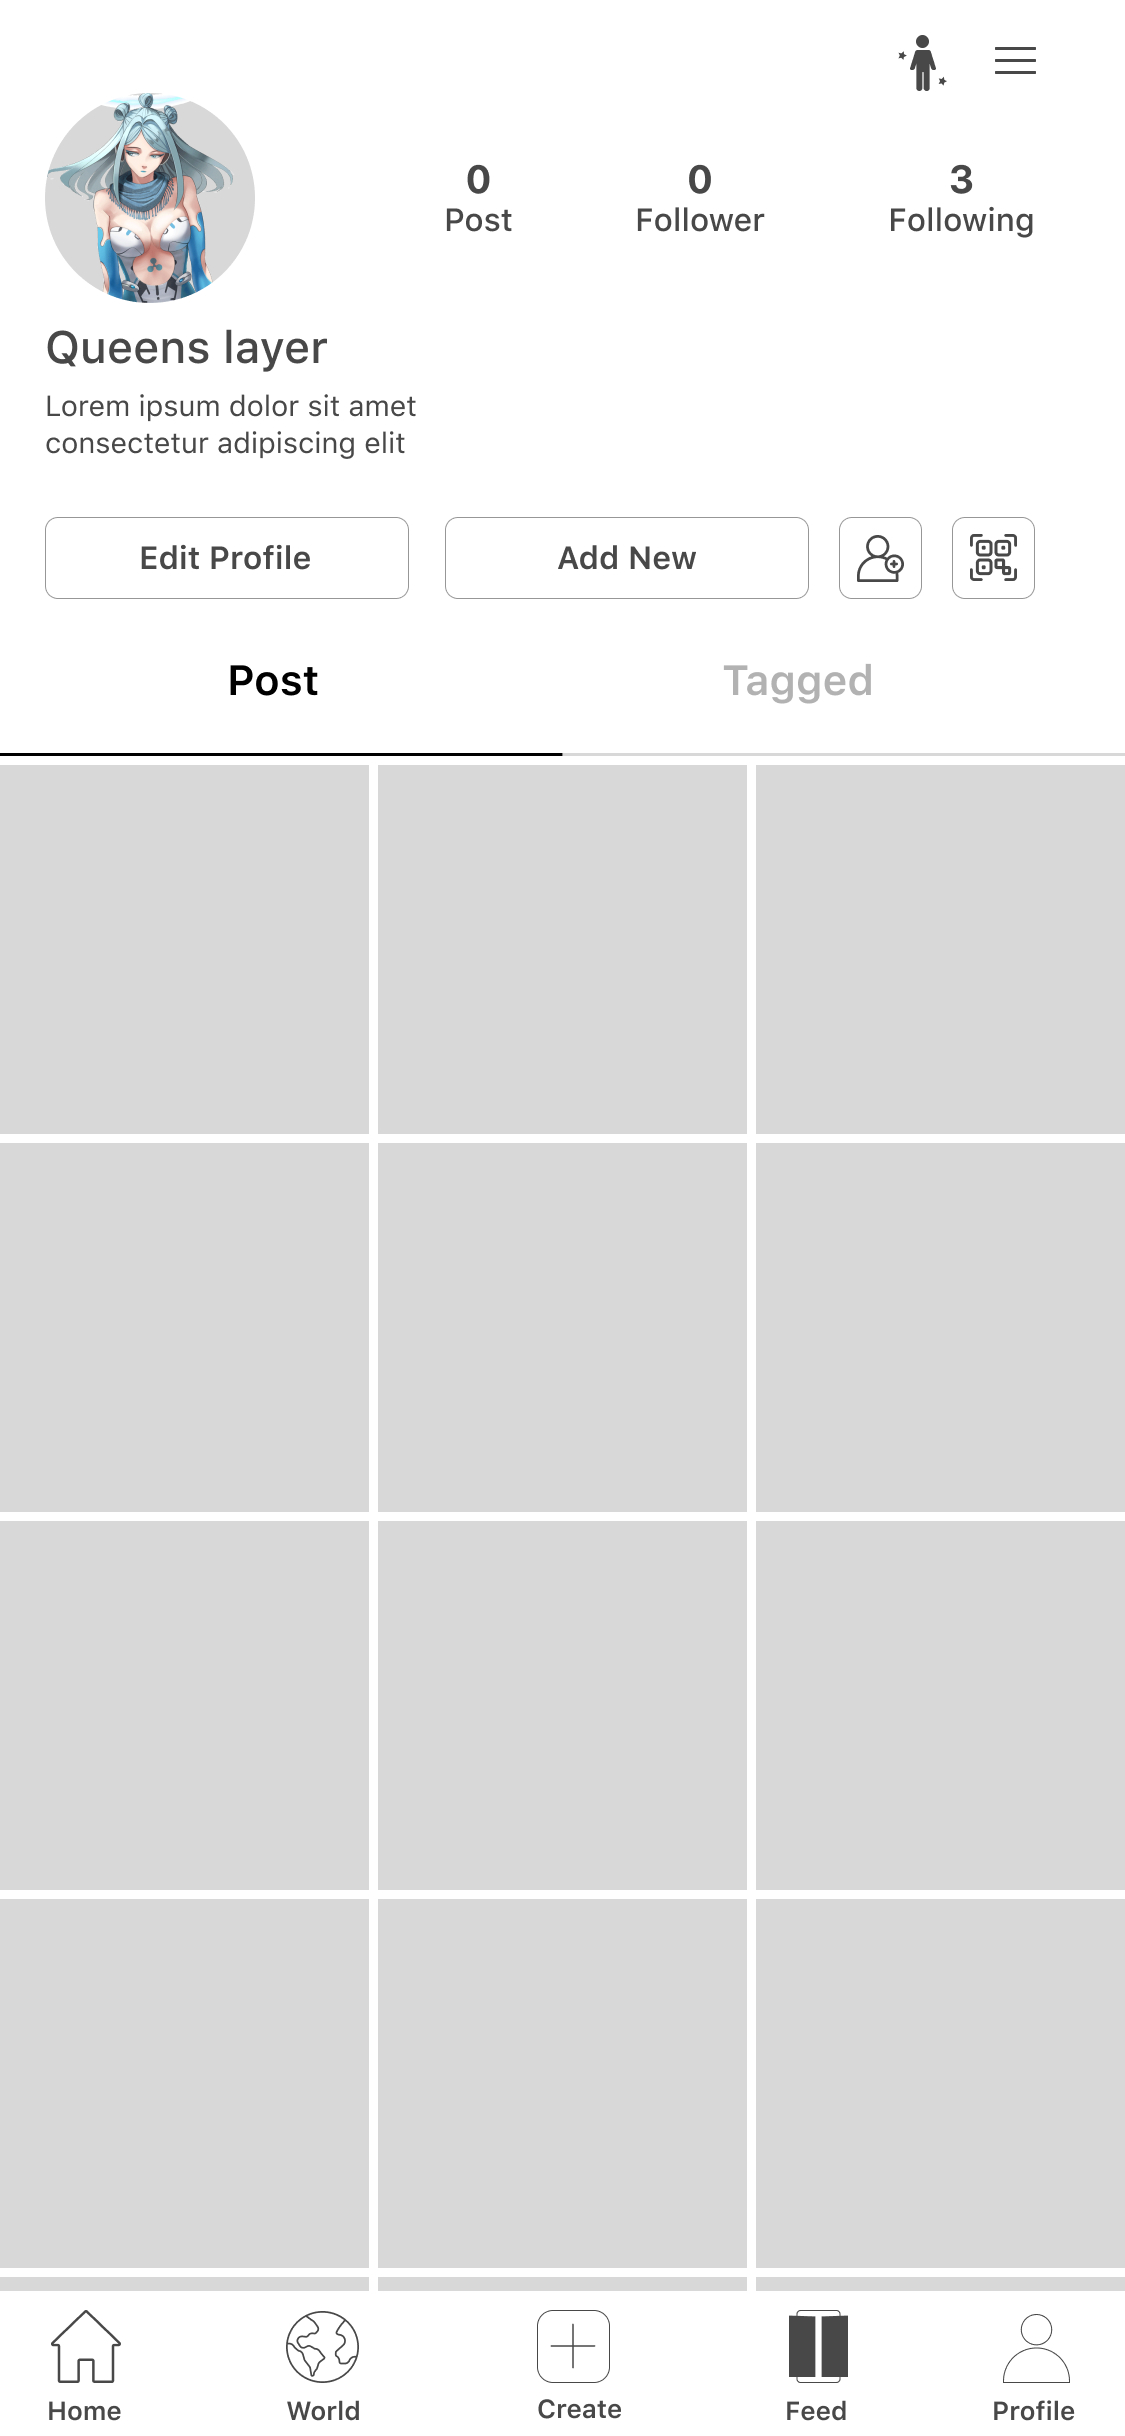 0
Post
0
Follower
3
Following
Queens layer
Lorem ipsum dolor sit amet
consectetur adipiscing elit
Edit Profile
Add New
Post
Tagged
Home
World
Create
Feed
Profile